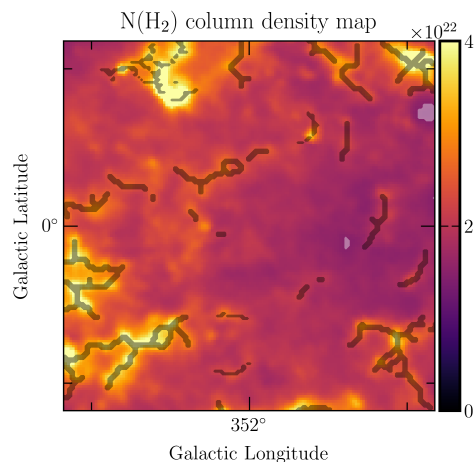 N(H₂) column density map
×10²²
4
2
0
Galactic Latitude
0°
352°
Galactic Longitude